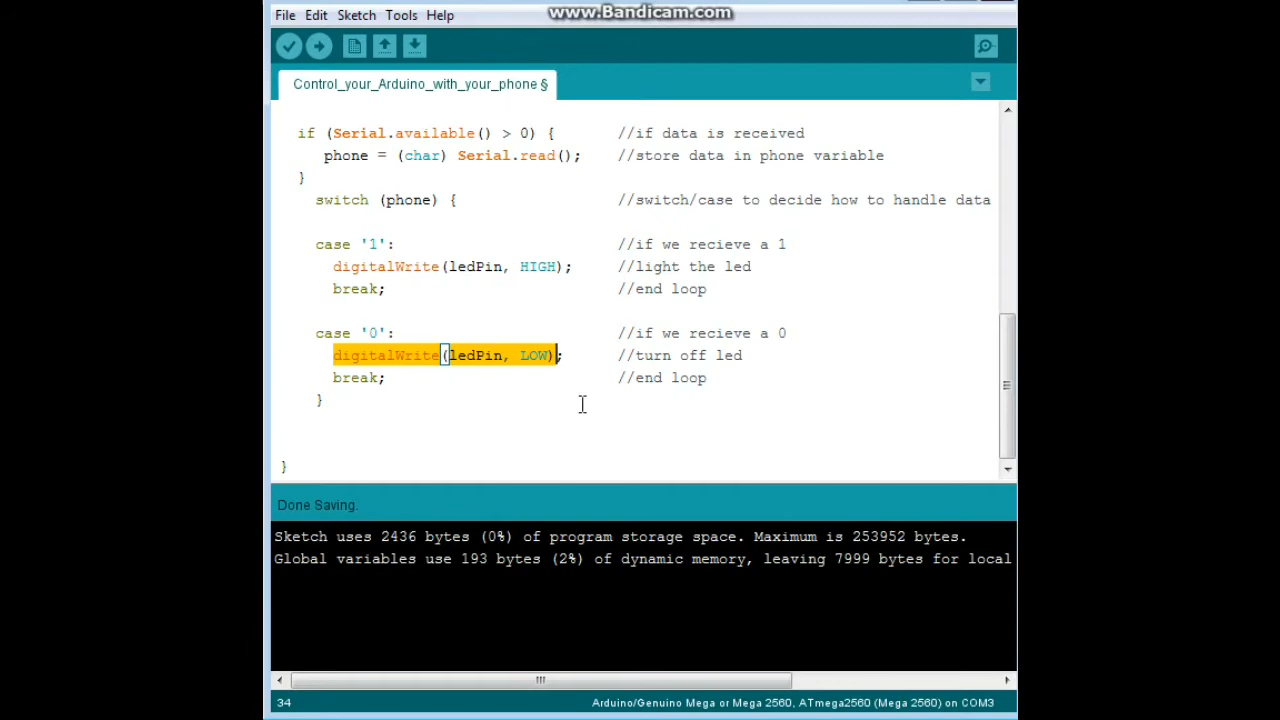 www.Bandicam.com
File Edit Sketch Tools Help
Control_your_Arduino_with_your_phone §
if (Serial.available() > 0) { //if data is received
phone = (char) Serial.read(); //store data in phone variable
}
switch (phone) { //switch/case to decide how to handle data
case '1': //if we recieve a 1
digitalWrite(ledPin, HIGH); //light the led
break; //end loop
case '0': //if we recieve a 0
digitalWrite(ledPin, LOW); //turn off led
break; //end loop
}
}
Done Saving.
Sketch uses 2436 bytes (0%) of program storage space. Maximum is 253952 bytes.
Global variables use 193 bytes (2%) of dynamic memory, leaving 7999 bytes for local
34 Arduino/Genuino Mega or Mega 2560, ATmega2560 (Mega 2560) on COM3